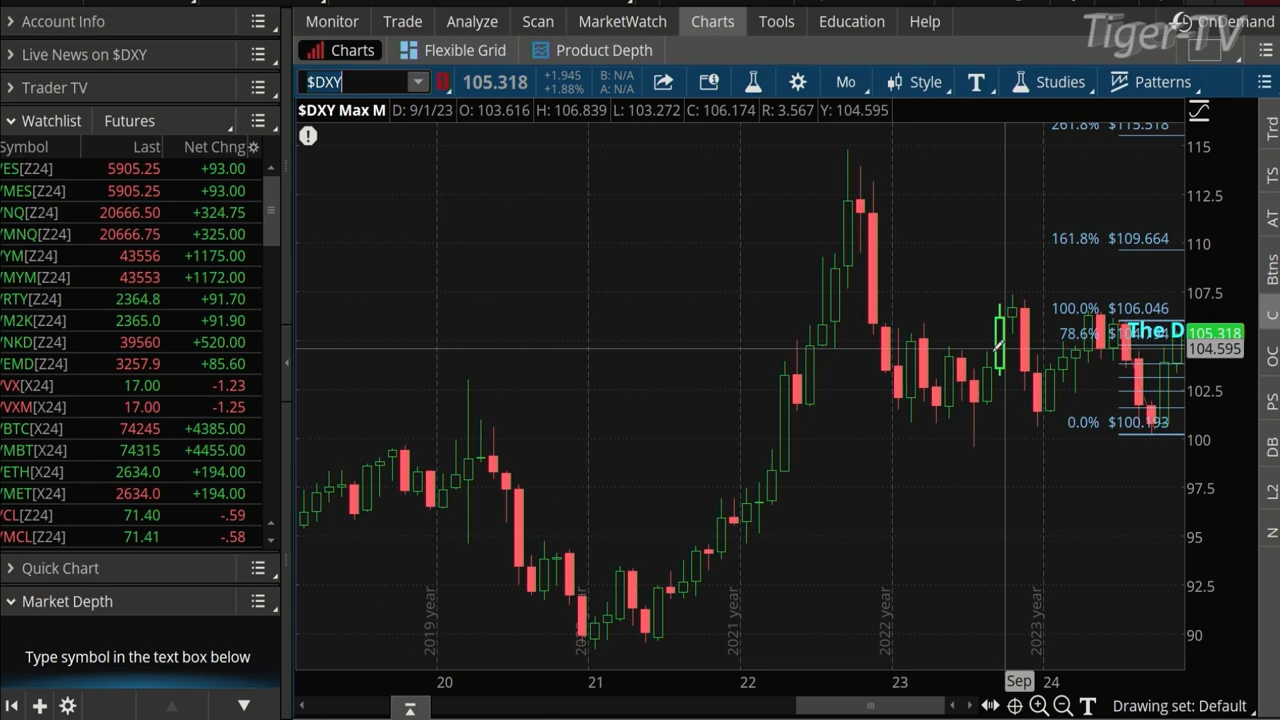 Account Info
Live News on $DXY
Trader TV
Watchlist Futures
Symbol Last Net Chng
/ES[Z24] 5905.25 +93.00
/MES[Z24] 5905.25 +93.00
/NQ[Z24] 20666.50 +324.75
/MNQ[Z24] 20666.75 +325.00
/YM[Z24] 43556 +1175.00
/MYM[Z24] 43553 +1172.00
/RTY[Z24] 2364.8 +91.70
/M2K[Z24] 2365.0 +91.90
/NKD[Z24] 39560 +520.00
/EMD[Z24] 3257.9 +85.60
/VX[X24] 17.00 -1.23
/VXM[X24] 17.00 -1.25
/BTC[X24] 74245 +4385.00
/MBT[X24] 74315 +4455.00
/ETH[X24] 2634.0 +194.00
/MET[X24] 2634.0 +194.00
/CL[Z24] 71.40 -.59
/MCL[Z24] 71.41 -.58
Quick Chart
Market Depth
Type symbol in the text box below
Monitor Trade Analyze Scan MarketWatch Charts Tools Education Help
OnDemand
Tiger-TV
Charts Flexible Grid Product Depth
$DXY 105.318 +1.945 +1.88% B: N/A A: N/A Mo Style T Studies Patterns
$DXY Max M D: 9/1/23 O: 103.616 H: 106.839 L: 103.272 C: 106.174 R: 3.567 Y: 104.595
261.8% $115.318
161.8% $109.664
100.0% $106.046
78.6%
The D
0.0% $100.193
115
112.5
110
107.5
105.318
104.595
102.5
100
97.5
95
92.5
90
2019 year
2021 year
2022 year
2023 year
20 21 22 23 Sep 24
Trd
TS
AT
Btns
C
PS
DB
L2
N
T Drawing set: Default